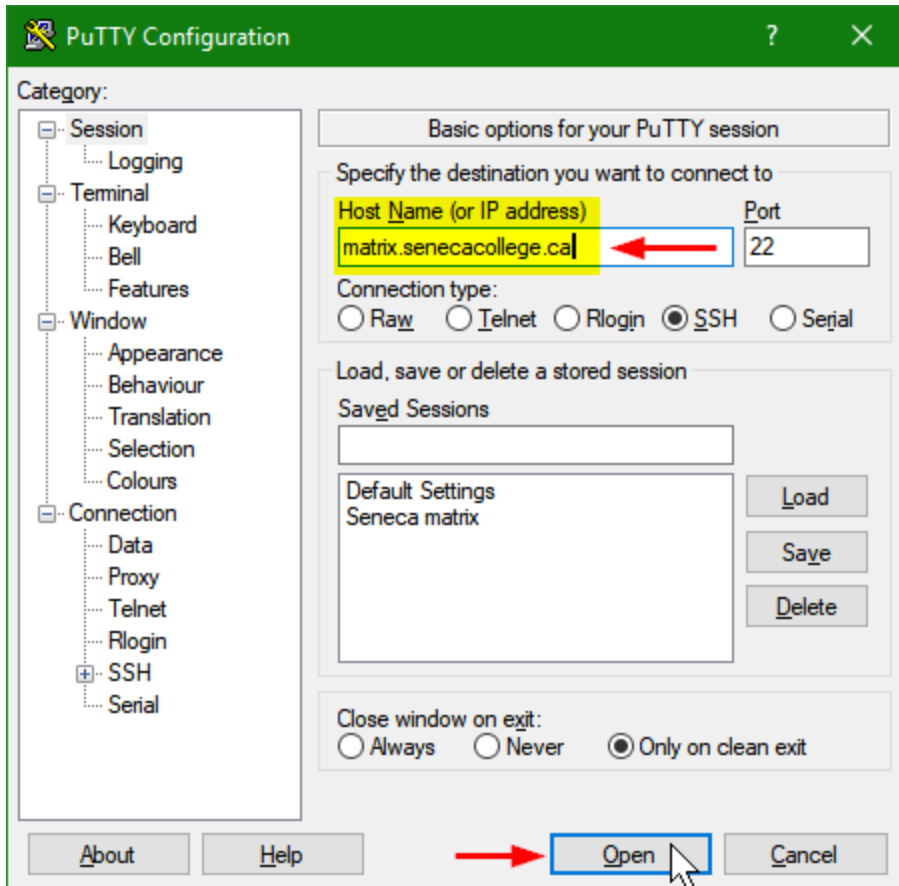 PuTTY Configuration
?
Category:
Session
Logging
Terminal
Keyboard
Bell
Features
Window
Appearance
Behaviour
Translation
Selection
Colours
Connection
Data
Proxy
Telnet
Rlogin
SSH
Serial
Basic options for your PuTTY session
Specify the destination you want to connect to
Host Name (or IP address) Port
matrix.senecacollege.ca 22
Connection type:
Raw Telnet Rlogin SSH Serial
Load, save or delete a stored session
Saved Sessions
Default Settings
Seneca matrix
Load
Save
Delete
Close window on exit:
Always Never Only on clean exit
About Help Open Cancel